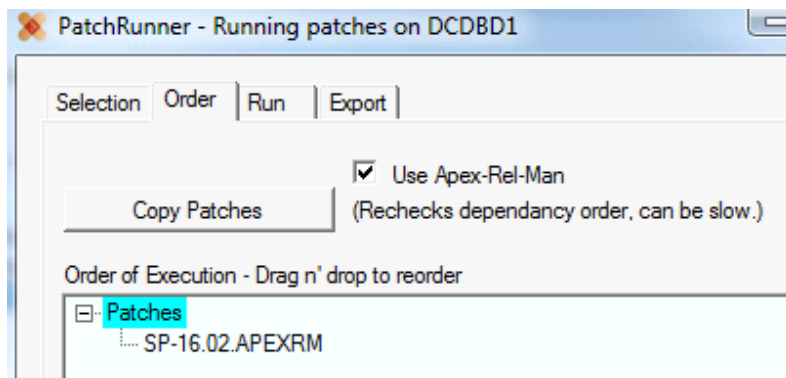 PatchRunner - Running patches on DCDBD1
Selection Order Run Export
Use Apex-Rel-Man
Copy Patches (Rechecks dependancy order, can be slow.)
Order of Execution - Drag n' drop to reorder
Patches
SP-16.02.APEXRM